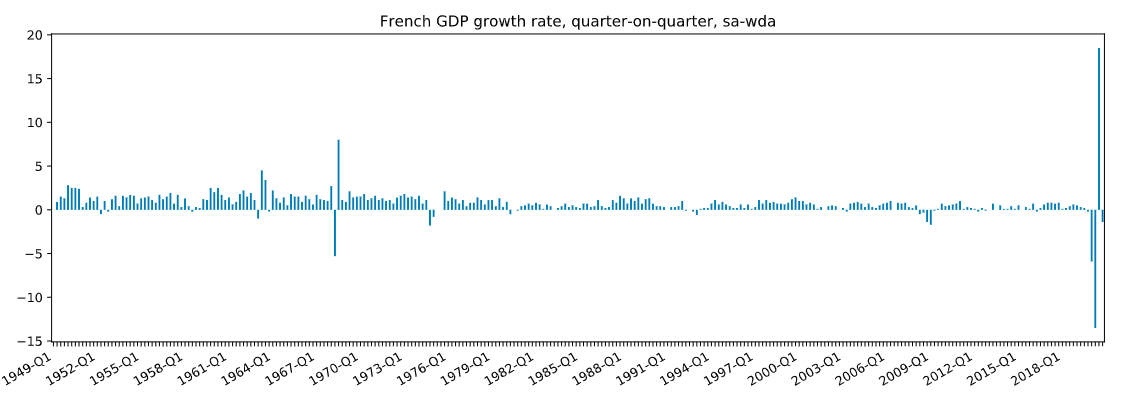 French GDP growth rate, quarter-on-quarter, sa-wda
20
15
10
5
0
−5
−10
−15
1949-Q1
1952-Q1
1955-Q1
1958-Q1
1961-Q1
1964-Q1
1967-Q1
1970-Q1
1973-Q1
1976-Q1
1979-Q1
1982-Q1
1985-Q1
1988-Q1
1991-Q1
1994-Q1
1997-Q1
2000-Q1
2003-Q1
2006-Q1
2009-Q1
2012-Q1
2015-Q1
2018-Q1